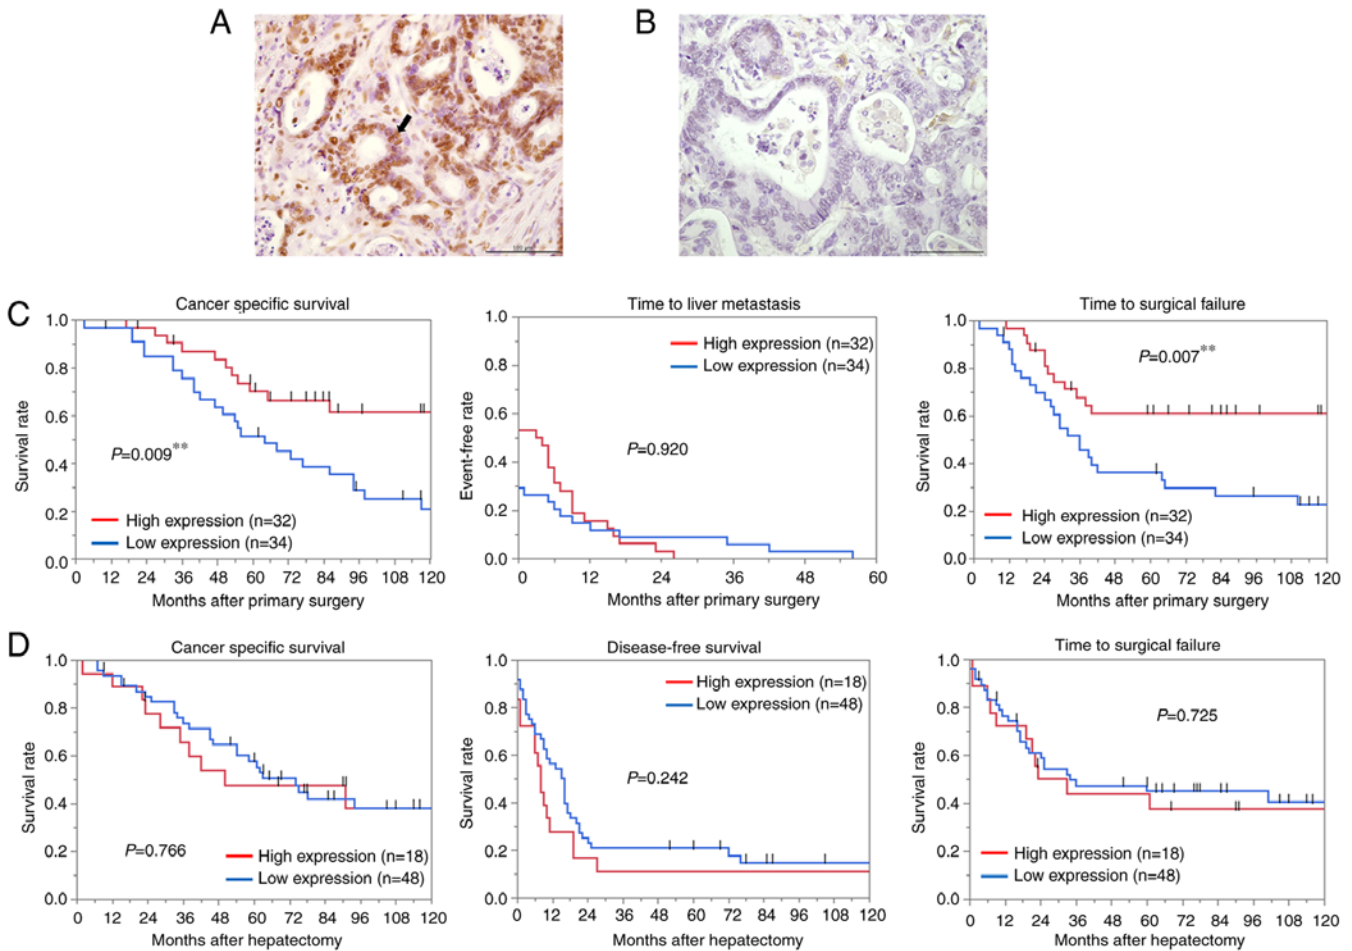 A
B
100 μm
C
Cancer specific survival
Survival rate
1.0
0.8
0.6
0.4
0.2
0.0
P=0.009**
High expression (n=32)
Low expression (n=34)
0 12 24 36 48 60 72 84 96 108 120
Months after primary surgery
Time to liver metastasis
Event-free rate
1.0
0.8
0.6
0.4
0.2
0.0
High expression (n=32)
Low expression (n=34)
P=0.920
0 12 24 36 48 60
Months after primary surgery
Time to surgical failure
Survival rate
1.0
0.8
0.6
0.4
0.2
0.0
P=0.007**
High expression (n=32)
Low expression (n=34)
0 12 24 36 48 60 72 84 96 108 120
Months after primary surgery
D
Cancer specific survival
Survival rate
1.0
0.8
0.6
0.4
0.2
0.0
P=0.766
High expression (n=18)
Low expression (n=48)
0 12 24 36 48 60 72 84 96 108 120
Months after hepatectomy
Disease-free survival
Survival rate
1.0
0.8
0.6
0.4
0.2
0.0
High expression (n=18)
Low expression (n=48)
P=0.242
0 12 24 36 48 60 72 84 96 108 120
Months after hepatectomy
Time to surgical failure
Survival rate
1.0
0.8
0.6
0.4
0.2
0.0
P=0.725
High expression (n=18)
Low expression (n=48)
0 12 24 36 48 60 72 84 96 108 120
Months after hepatectomy